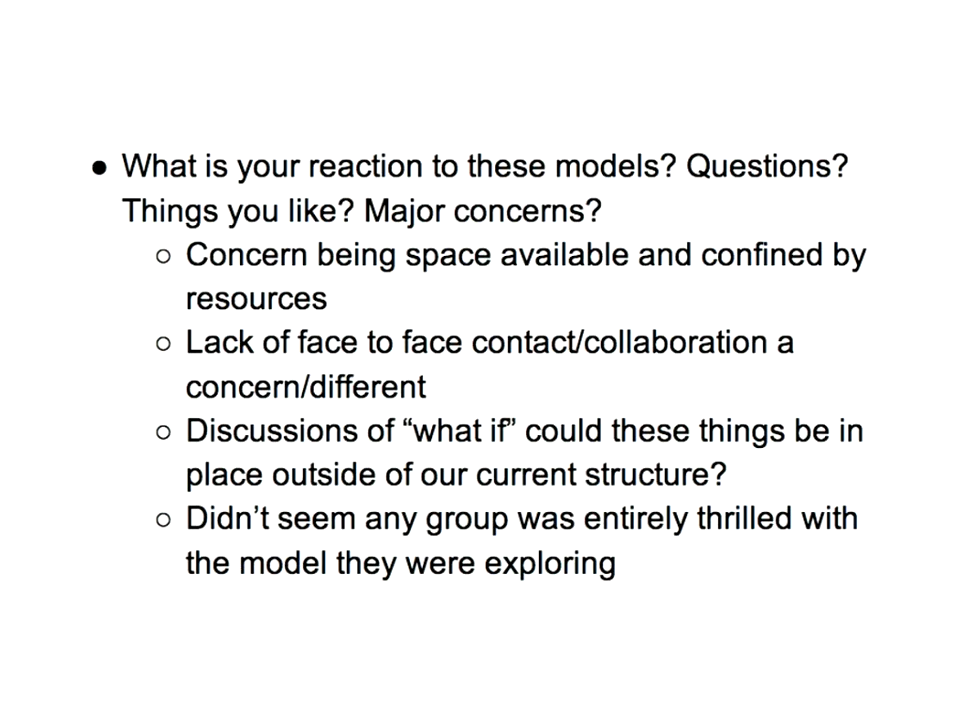 ● What is your reaction to these models? Questions?
Things you like? Major concerns?
○ Concern being space available and confined by
resources
○ Lack of face to face contact/collaboration a
concern/different
○ Discussions of “what if” could these things be in
place outside of our current structure?
○ Didn’t seem any group was entirely thrilled with
the model they were exploring